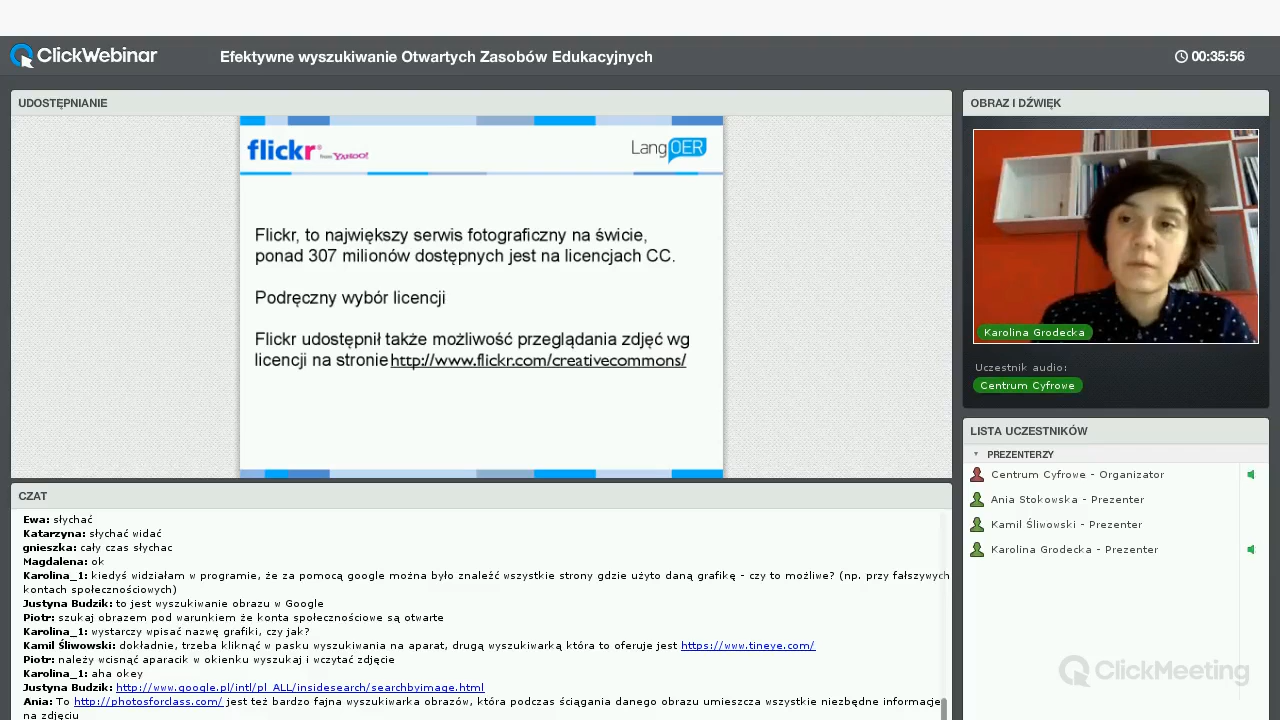 ClickWebinar
Efektywne wyszukiwanie Otwartych Zasobów Edukacyjnych
00:35:56
UDOSTĘPNIANIE
flickr from YAHOO!
LangOER
Flickr, to największy serwis fotograficzny na świcie,
ponad 307 milionów dostępnych jest na licencjach CC.
Podręczny wybór licencji
Flickr udostępnił także możliwość przeglądania zdjęć wg
licencji na stronie http://www.flickr.com/creativecommons/
OBRAZ I DŹWIĘK
Karolina Grodecka
Uczestnik audio:
Centrum Cyfrowe
LISTA UCZESTNIKÓW
PREZENTERZY
Centrum Cyfrowe - Organizator
Ania Stokowska - Prezenter
Kamil Śliwowski - Prezenter
Karolina Grodecka - Prezenter
ClickMeeting
CZAT
Ewa: słychać
Katarzyna: słychać widać
gnieszka: cały czas słychac
Magdalena: ok
Karolina_1: kiedyś widziałam w programie, że za pomocą google można było znaleźć wszystkie strony gdzie użyto daną grafikę - czy to możliwe? (np. przy fałszywych
kontach społecznościowych)
Justyna Budzik: to jest wyszukiwanie obrazu w Google
Piotr: szukaj obrazem pod warunkiem że konta społecznościowe są otwarte
Karolina_1: wystarczy wpisać nazwę grafiki, czy jak?
Kamil Śliwowski: dokładnie, trzeba kliknąć w pasku wyszukiwania na aparat, drugą wyszukiwarką która to oferuje jest https://www.tineye.com/
Piotr: należy wcisnąć aparacik w okienku wyszukaj i wczytać zdjęcie
Karolina_1: aha okey
Justyna Budzik: http://www.google.pl/intl/pl_ALL/insidesearch/searchbyimage.html
Ania: To http://photosforclass.com/ jest też bardzo fajna wyszukiwarka obrazów, która podczas ściągania danego obrazu umieszcza wszystkie niezbędne informacje
na zdjęciu